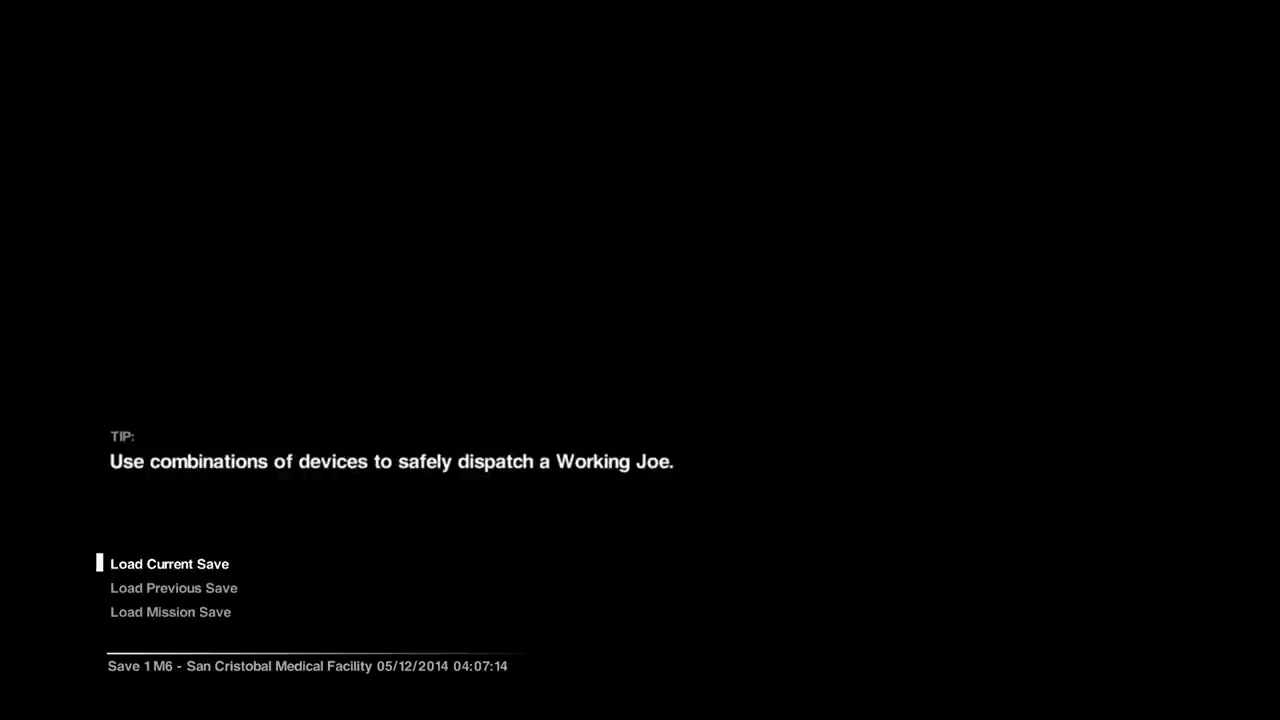 TIP:
Use combinations of devices to safely dispatch a Working Joe.
Load Current Save
Load Previous Save
Load Mission Save
Save 1 M6 - San Cristobal Medical Facility 05/12/2014 04:07:14